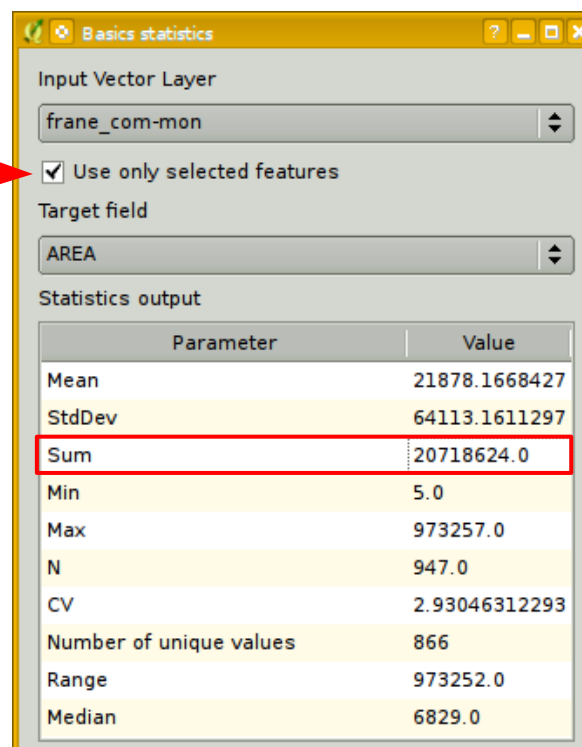 Basics statistics
Input Vector Layer
frane_com-mon
Use only selected features
Target field
AREA
Statistics output
Parameter Value
Mean 21878.1668427
StdDev 64113.1611297
Sum 20718624.0
Min 5.0
Max 973257.0
N 947.0
CV 2.93046312293
Number of unique values 866
Range 973252.0
Median 6829.0